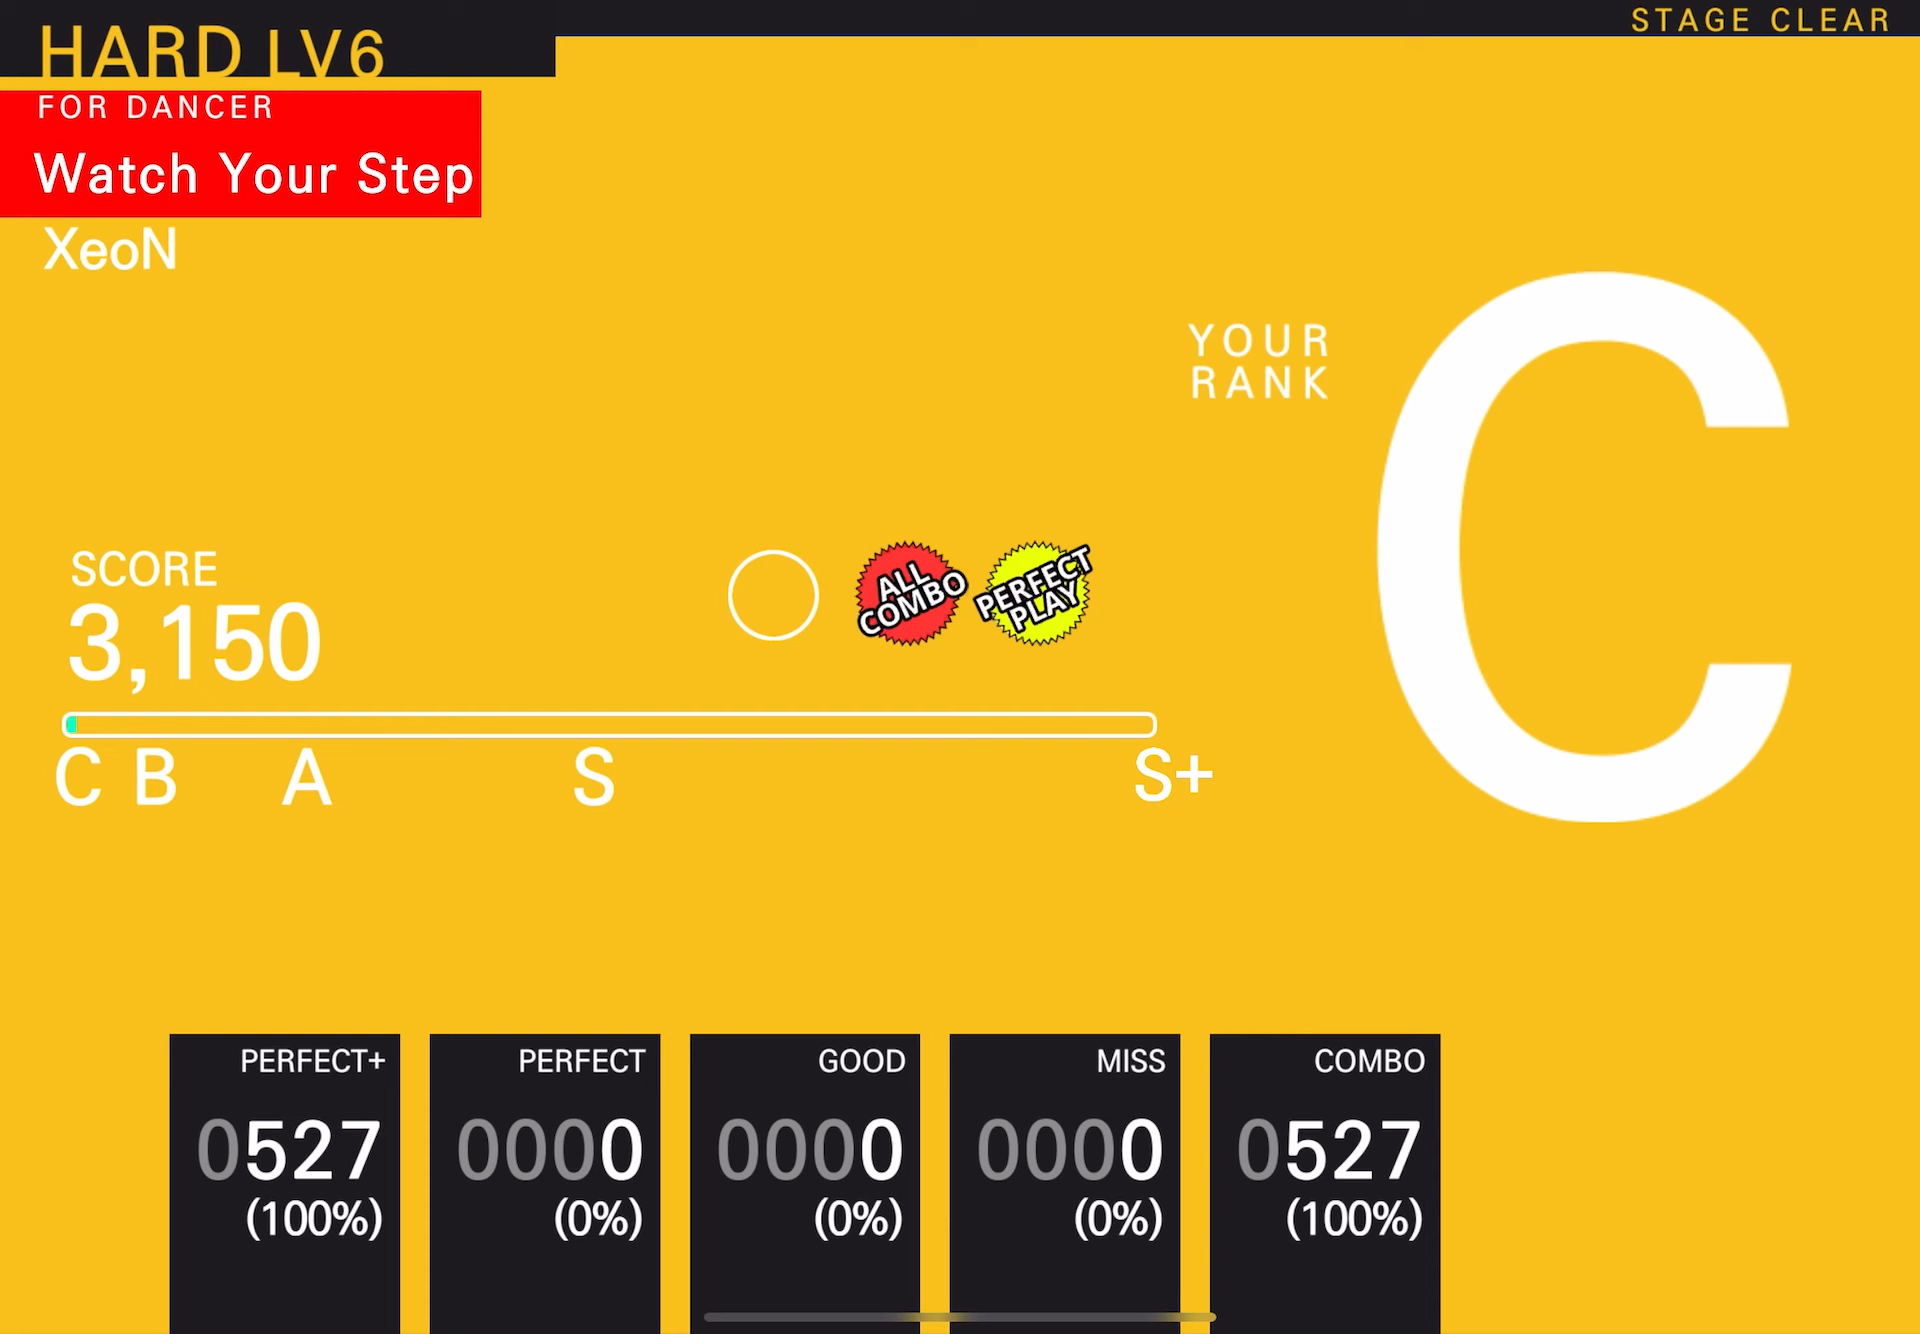 HARD LV6
STAGE CLEAR
FOR DANCER
Watch Your Step
XeoN
YOUR
RANK
C
SCORE
3,150
ALL
COMBO
PERFECT
PLAY
C B A S S+
PERFECT+
0527
(100%)
PERFECT
0000
(0%)
GOOD
0000
(0%)
MISS
0000
(0%)
COMBO
0527
(100%)